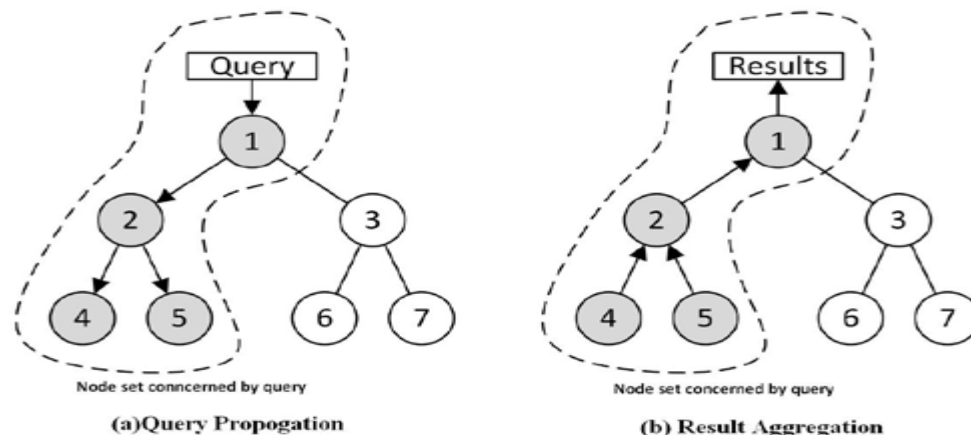 Query
1
2
3
4
5
6
7
Node set conncerned by query
(a)Query Propogation
Results
1
2
3
4
5
6
7
Node set concerned by query
(b) Result Aggregation